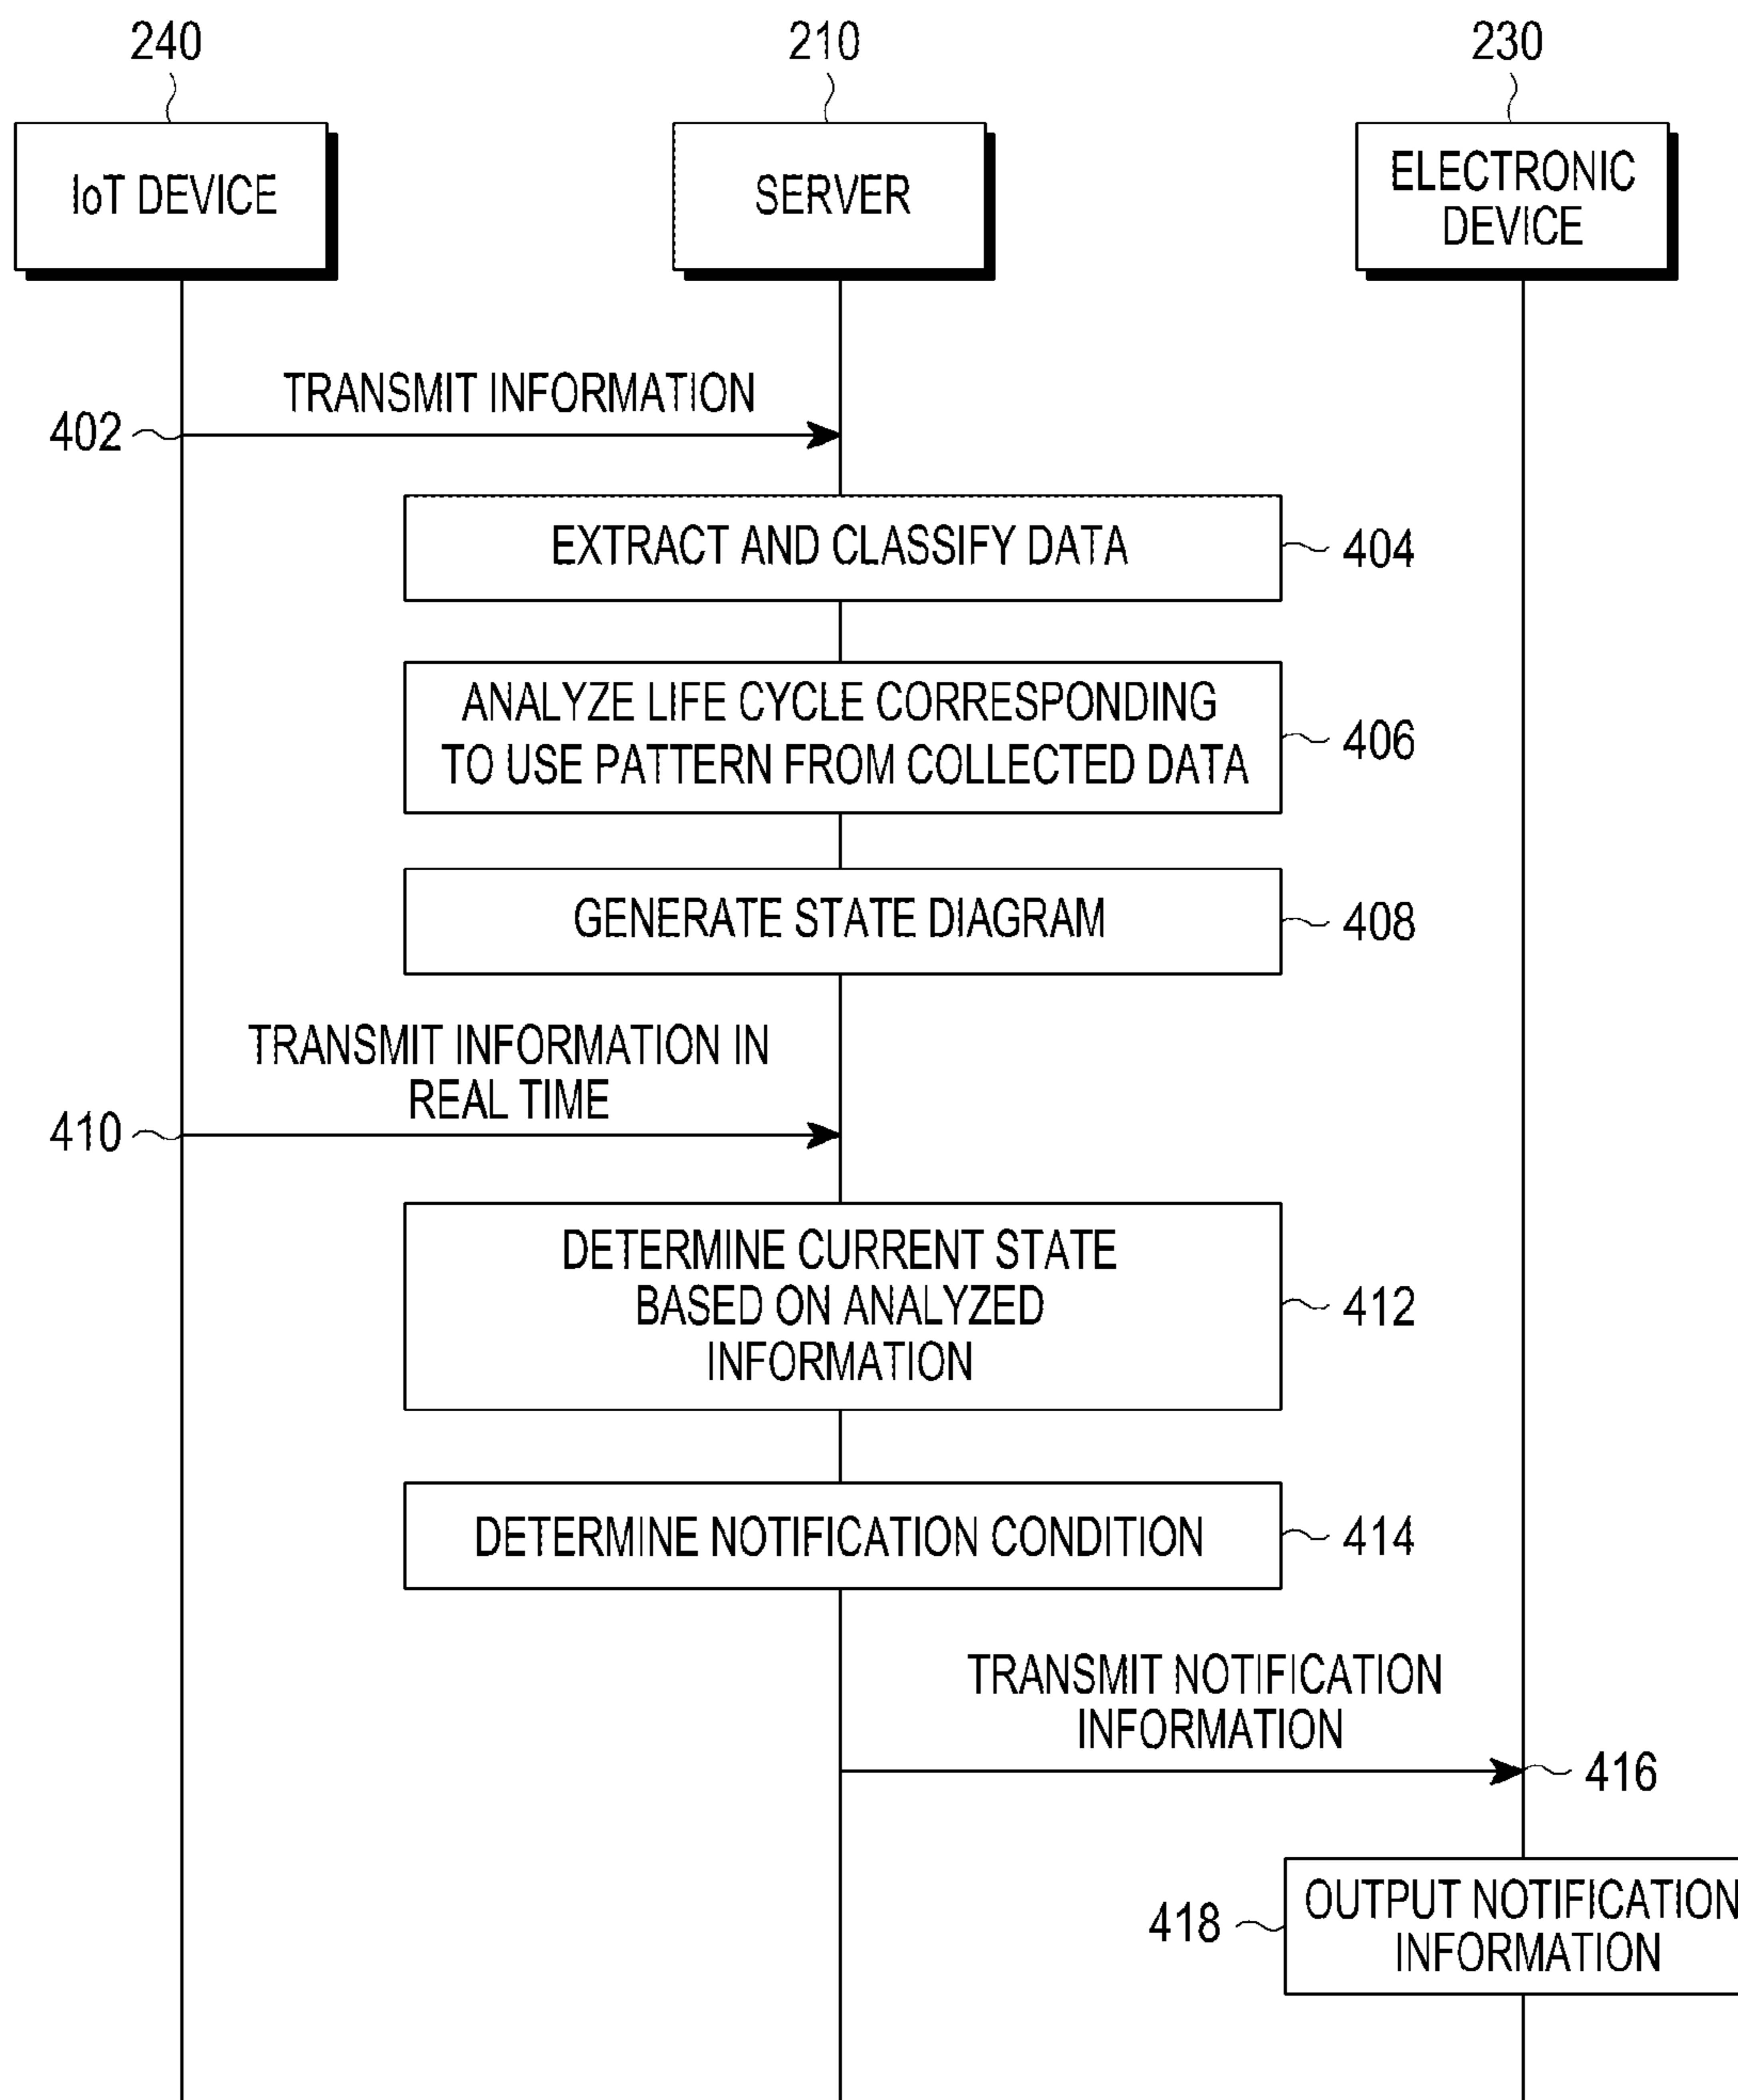 240
210
230
IoT DEVICE
SERVER
ELECTRONIC
DEVICE
TRANSMIT INFORMATION
402
EXTRACT AND CLASSIFY DATA
404
ANALYZE LIFE CYCLE CORRESPONDING
TO USE PATTERN FROM COLLECTED DATA
406
GENERATE STATE DIAGRAM
408
TRANSMIT INFORMATION IN
REAL TIME
410
DETERMINE CURRENT STATE
BASED ON ANALYZED
INFORMATION
412
DETERMINE NOTIFICATION CONDITION
414
TRANSMIT NOTIFICATION
INFORMATION
416
OUTPUT NOTIFICATION
INFORMATION
418